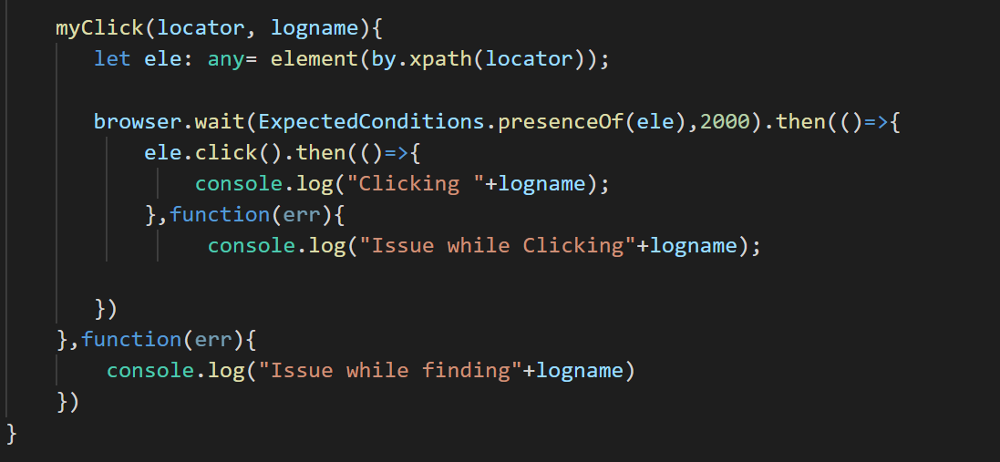 myClick(locator, logname){
let ele: any= element(by.xpath(locator));
browser.wait(ExpectedConditions.presenceOf(ele),2000).then(()=>{
ele.click().then(()=>{
console.log("Clicking "+logname);
},function(err){
console.log("Issue while Clicking"+logname);
})
},function(err){
console.log("Issue while finding"+logname)
})
}